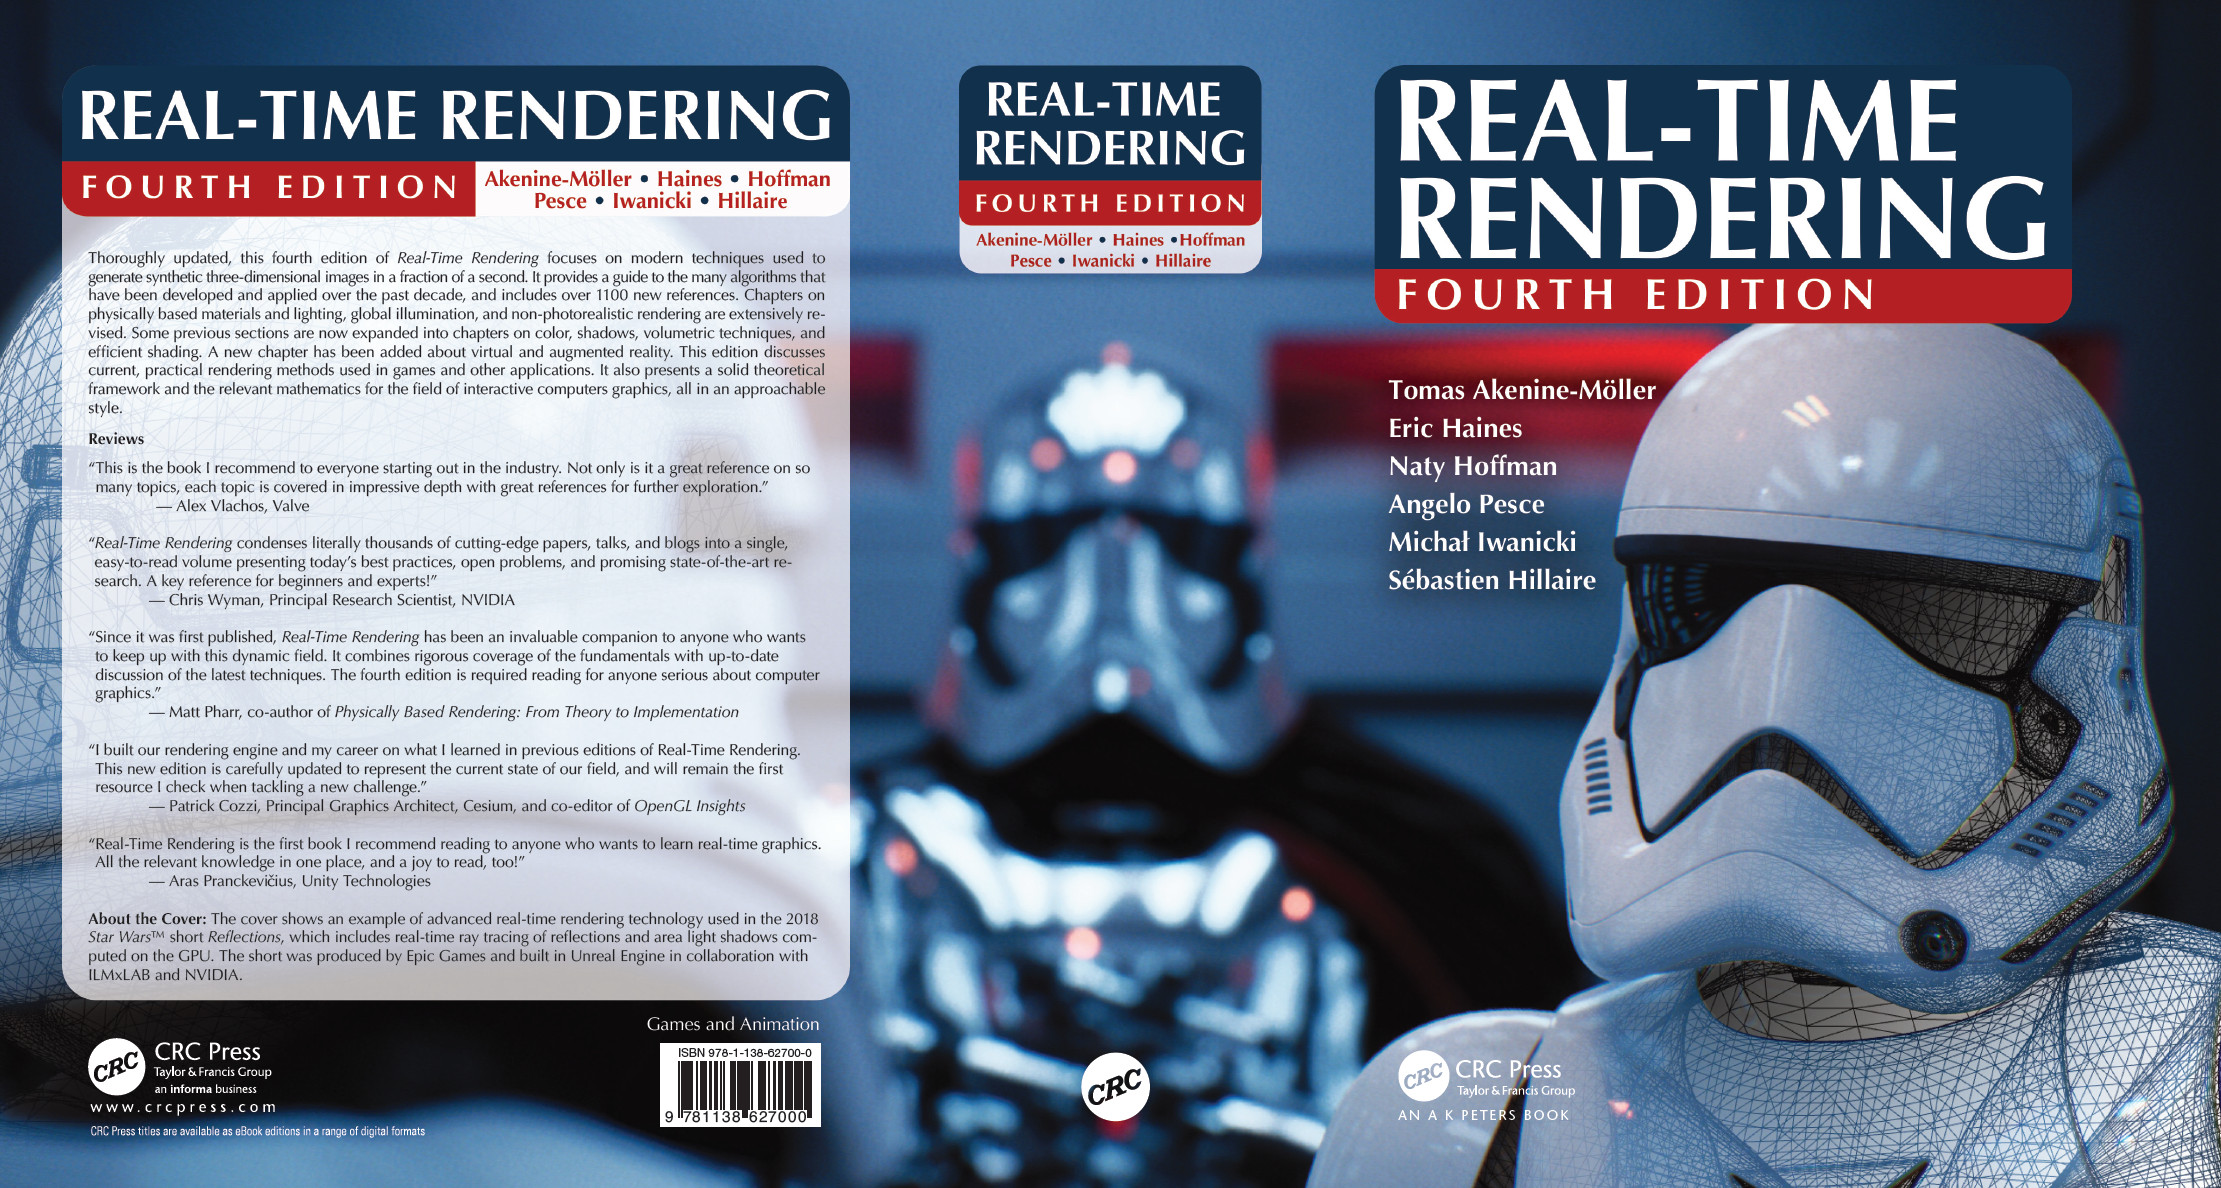 REAL-TIME RENDERING
FOURTH EDITION
Akenine-Möller • Haines • Hoffman
Pesce • Iwanicki • Hillaire
Thoroughly updated, this fourth edition of Real-Time Rendering focuses on modern techniques used to
generate synthetic three-dimensional images in a fraction of a second. It provides a guide to the many algorithms that
have been developed and applied over the past decade, and includes over 1100 new references. Chapters on
physically based materials and lighting, global illumination, and non-photorealistic rendering are extensively re-
vised. Some previous sections are now expanded into chapters on color, shadows, volumetric techniques, and
efficient shading. A new chapter has been added about virtual and augmented reality. This edition discusses
current, practical rendering methods used in games and other applications. It also presents a solid theoretical
framework and the relevant mathematics for the field of interactive computers graphics, all in an approachable
style.
Reviews
“This is the book I recommend to everyone starting out in the industry. Not only is it a great reference on so
many topics, each topic is covered in impressive depth with great references for further exploration.”
— Alex Vlachos, Valve
“Real-Time Rendering condenses literally thousands of cutting-edge papers, talks, and blogs into a single,
easy-to-read volume presenting today’s best practices, open problems, and promising state-of-the-art re-
search. A key reference for beginners and experts!”
— Chris Wyman, Principal Research Scientist, NVIDIA
“Since it was first published, Real-Time Rendering has been an invaluable companion to anyone who wants
to keep up with this dynamic field. It combines rigorous coverage of the fundamentals with up-to-date
discussion of the latest techniques. The fourth edition is required reading for anyone serious about computer
graphics.”
— Matt Pharr, co-author of Physically Based Rendering: From Theory to Implementation
“I built our rendering engine and my career on what I learned in previous editions of Real-Time Rendering.
This new edition is carefully updated to represent the current state of our field, and will remain the first
resource I check when tackling a new challenge.”
— Patrick Cozzi, Principal Graphics Architect, Cesium, and co-editor of OpenGL Insights
“Real-Time Rendering is the first book I recommend reading to anyone who wants to learn real-time graphics.
All the relevant knowledge in one place, and a joy to read, too!”
— Aras Pranckevičius, Unity Technologies
About the Cover: The cover shows an example of advanced real-time rendering technology used in the 2018
Star Wars™ short Reflections, which includes real-time ray tracing of reflections and area light shadows com-
puted on the GPU. The short was produced by Epic Games and built in Unreal Engine in collaboration with
ILMxLAB and NVIDIA.
Games and Animation
CRC
CRC Press
Taylor & Francis Group
an informa business
www.crcpress.com
CRC Press titles are available as eBook editions in a range of digital formats
ISBN 978-1-138-62700-0
9 781138 627000
REAL-TIME
RENDERING
FOURTH EDITION
Akenine-Möller • Haines •Hoffman
Pesce • Iwanicki • Hillaire
CRC
REAL-TIME
RENDERING
FOURTH EDITION
Tomas Akenine-Möller
Eric Haines
Naty Hoffman
Angelo Pesce
Michał Iwanicki
Sébastien Hillaire
CRC
CRC Press
Taylor & Francis Group
AN A K PETERS BOOK